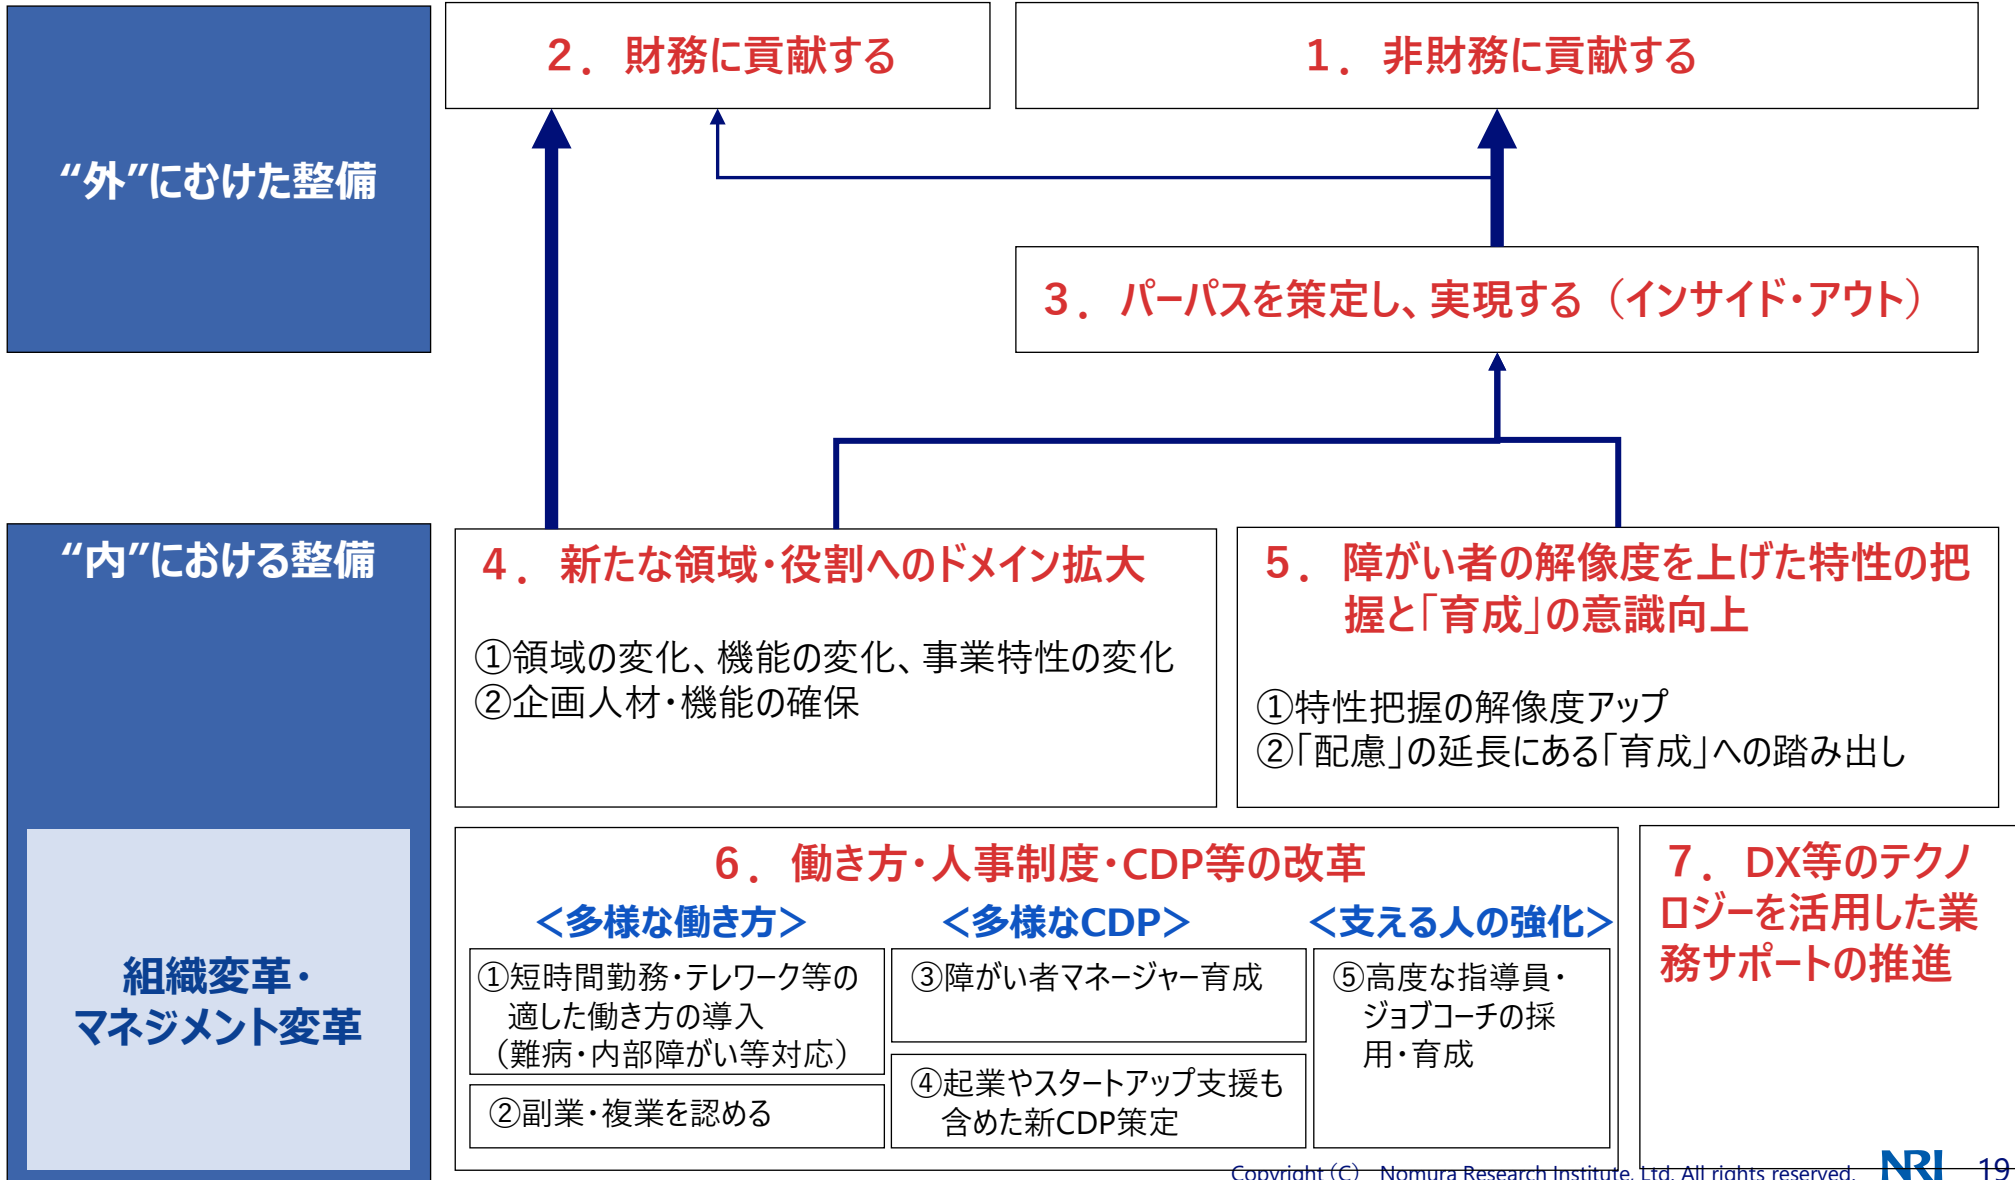 ２．財務に貢献する
１．非財務に貢献する
“外”にむけた整備
３．パーパスを策定し、実現する（インサイド・アウト）
“内”における整備
４．新たな領域・役割へのドメイン拡大
①領域の変化、機能の変化、事業特性の変化
②企画人材・機能の確保
５．障がい者の解像度を上げた特性の把
握と｢育成｣の意識向上
①特性把握の解像度アップ
②｢配慮｣の延長にある｢育成｣への踏み出し
組織変革・
マネジメント変革
６．働き方・人事制度・CDP等の改革
＜多様な働き方＞
①短時間勤務・テレワーク等の
適した働き方の導入
（難病・内部障がい等対応）
②副業・複業を認める
＜多様なCDP＞
③障がい者マネージャー育成
④起業やスタートアップ支援も
含めた新CDP策定
＜支える人の強化＞
⑤高度な指導員・
ジョブコーチの採
用・育成
７．DX等のテクノ
ロジーを活用した業
務サポートの推進
Copyright（C） Nomura Research Institute, Ltd. All rights reserved.
NRI
19